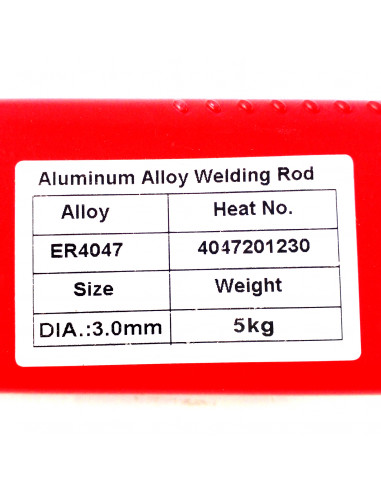 Aluminum Alloy Welding Rod
Alloy Heat No.
ER4047 4047201230
Size Weight
DIA.:3.0mm 5kg